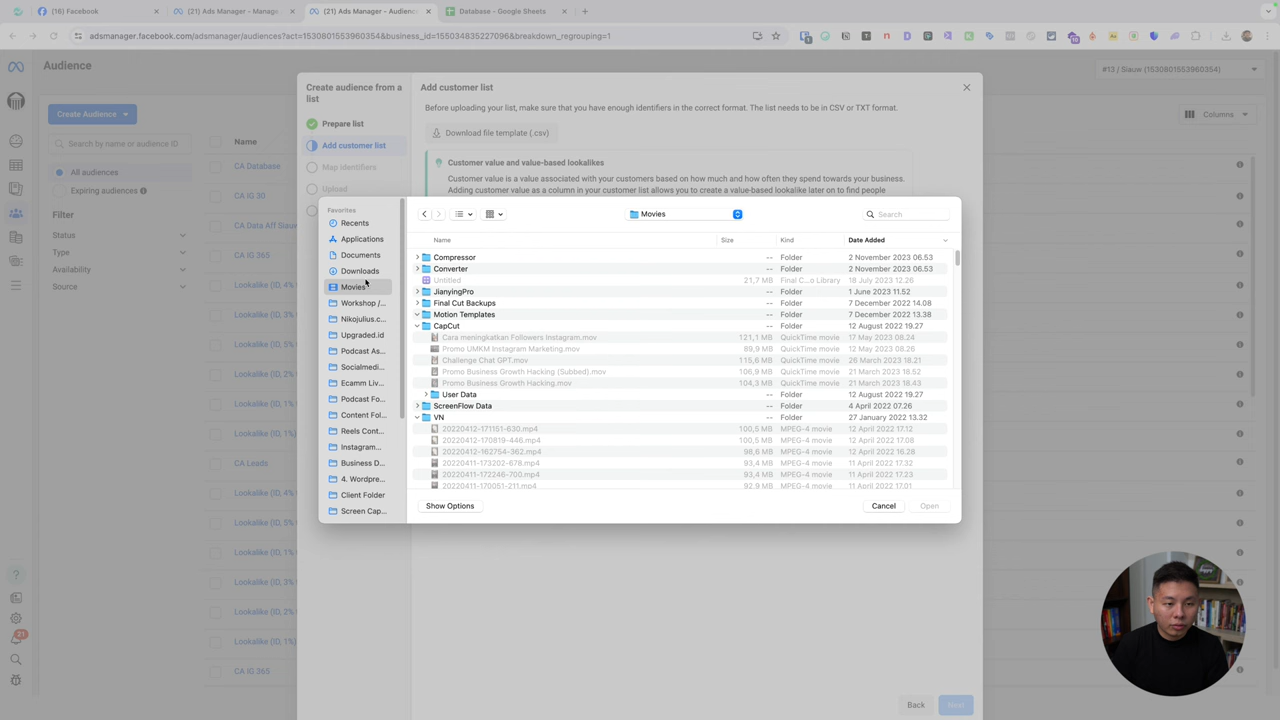 (18) Facebook
(21) Ads Manager - Manage
(21) Ads Manager - Audienc
Database - Google Sheets
adsmanager.facebook.com/adsmanager/audiences?act=1530801553960354&business_id=155034835227096&breakdown_regrouping=1
Audience
#13 / Siauw (1530801553960354)
Create Audience
Columns
Search by name or audience ID
All audiences
Expiring audiences
Filter
Status
Type
Availability
Source
Name
CA Database
CA IG 30
CA Data Aff Siauw
CA IG 365
Lookalike (ID, 4%
Lookalike (ID, 3%
Lookalike (ID, 5%
Lookalike (ID, 2%
Lookalike (ID, 1%)
CA Leads
Lookalike (ID, 4%
Lookalike (ID, 5%
Lookalike (ID, 1%)
Lookalike (ID, 3%
Lookalike (ID, 2%
Lookalike (ID, 1%)
CA IG 365
21
Create audience from a
list
Prepare list
Add customer list
Map identifiers
Upload
Add customer list
Before uploading your list, make sure that you have enough identifiers in the correct format. The list needs to be in CSV or TXT format.
Download file template (.csv)
Customer value and value-based lookalikes
Customer value is a value associated with your customers based on how much and how often they spend towards your business.
Adding customer value as a column in your customer list allows you to create a value-based lookalike later on to find people
Favorites
Recents
Applications
Documents
Downloads
Movies
Workshop /...
Nikojulius.c...
Upgraded.id
Podcast As...
Socialmedi...
Ecamm Liv...
Podcast Fo...
Content Fol...
Reels Cont...
Instagram...
Business D...
4. Wordpre...
Client Folder
Screen Cap...
Movies
Search
Name Size Kind Date Added
Compressor -- Folder 2 November 2023 06.53
Converter -- Folder 2 November 2023 06.53
Untitled 21,7 MB Final C...o Library 18 July 2023 12.26
JianyingPro -- Folder 1 June 2023 11.52
Final Cut Backups -- Folder 7 December 2022 14.08
Motion Templates -- Folder 7 December 2022 13.38
CapCut -- Folder 12 August 2022 19.27
Cara meningkatkan Followers Instagram.mov 121,1 MB QuickTime movie 17 May 2023 08.24
Promo UMKM Instagram Marketing.mov 89,9 MB QuickTime movie 12 May 2023 08.26
Challenge Chat GPT.mov 115,6 MB QuickTime movie 26 March 2023 18.21
Promo Business Growth Hacking (Subbed).mov 106,9 MB QuickTime movie 21 March 2023 18.52
Promo Business Growth Hacking.mov 104,3 MB QuickTime movie 21 March 2023 18.43
User Data -- Folder 12 August 2022 19.27
ScreenFlow Data -- Folder 4 April 2022 07.26
VN -- Folder 27 January 2022 13.32
20220412-171151-630.mp4 100,5 MB MPEG-4 movie 12 April 2022 17.12
20220412-170819-446.mp4 100,5 MB MPEG-4 movie 12 April 2022 17.08
20220412-162754-362.mp4 98,6 MB MPEG-4 movie 12 April 2022 16.28
20220411-173202-678.mp4 93,4 MB MPEG-4 movie 11 April 2022 17.32
20220411-172246-700.mp4 93,4 MB MPEG-4 movie 11 April 2022 17.23
20220411-170051-211.mp4 92,9 MB MPEG-4 movie 11 April 2022 17.01
Show Options
Cancel
Open
Back
Next